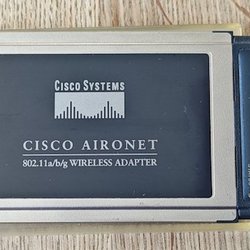 CISCO SYSTEMS
CISCO AIRONET
802.11a/b/g WIRELESS ADAPTER